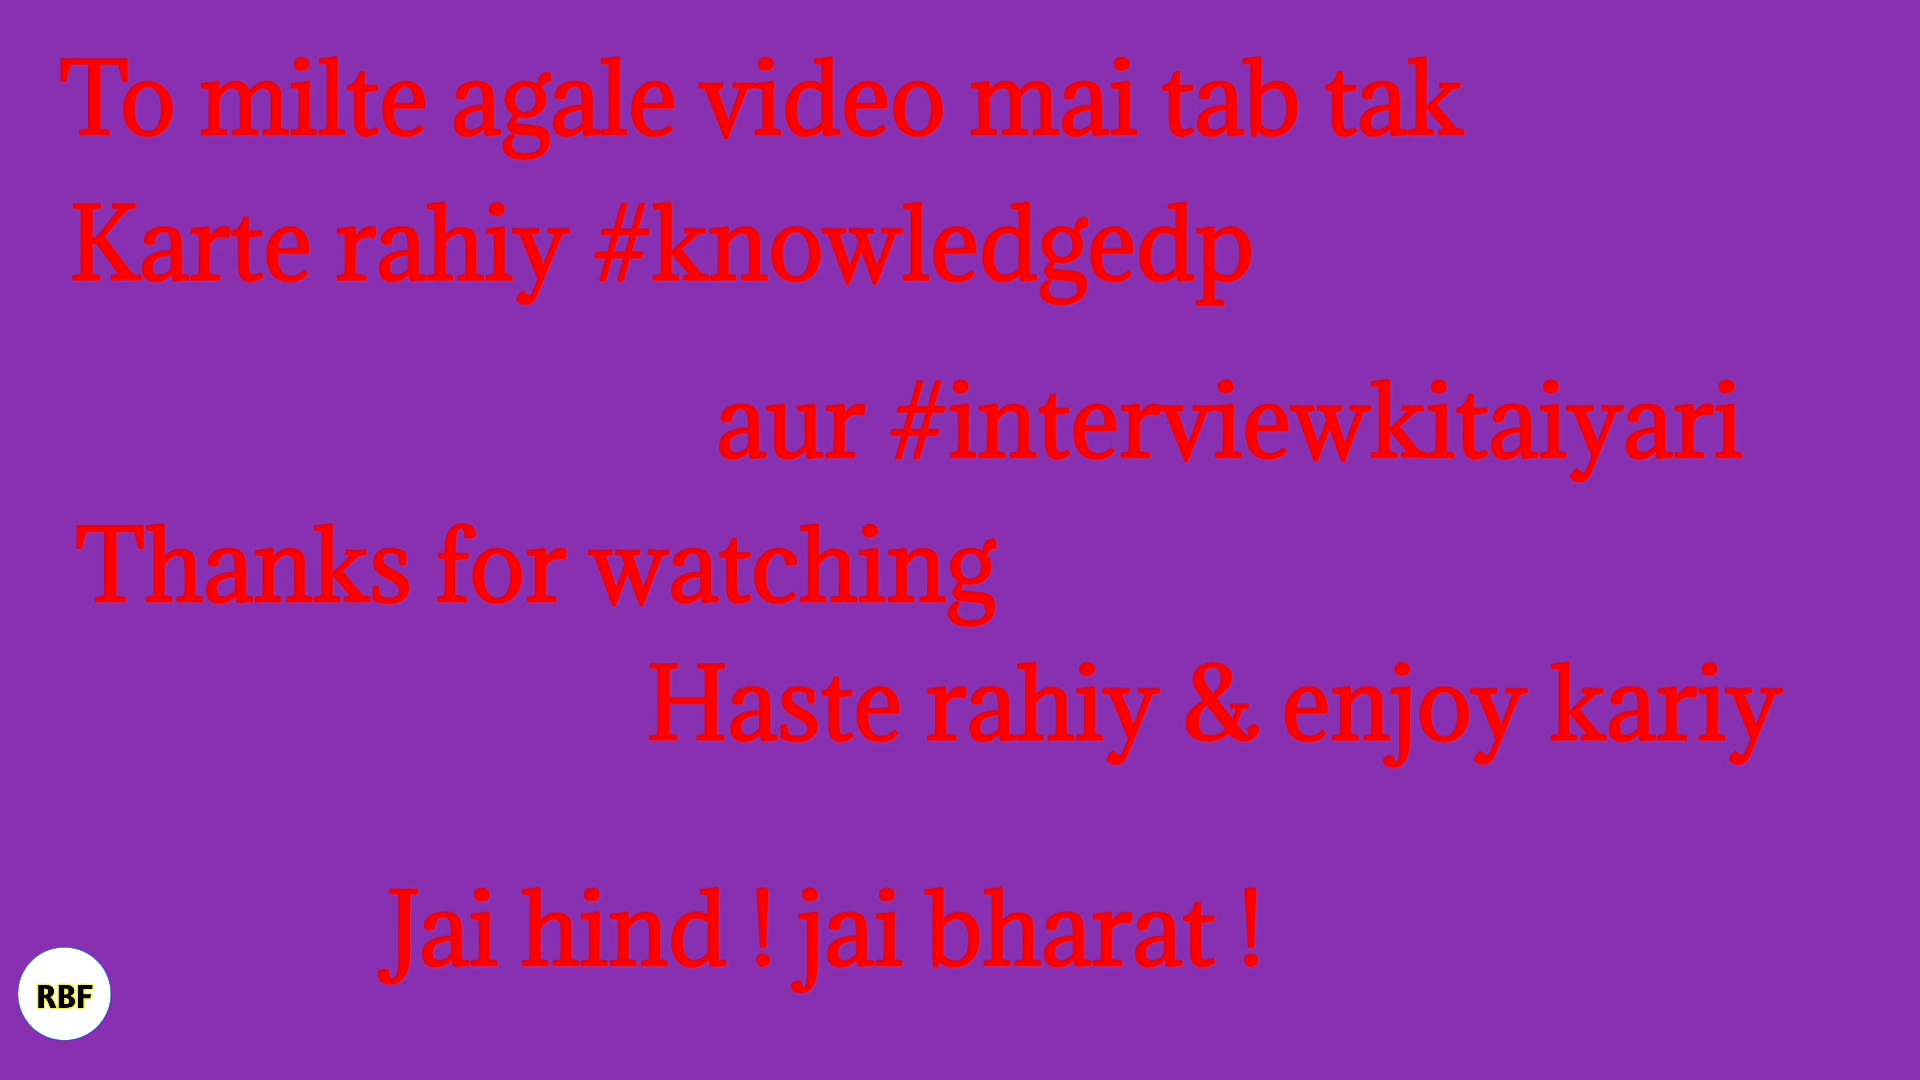 To milte agale video mai tab tak
Karte rahiy #knowledgedp
aur #interviewkitaiyari
Thanks for watching
Haste rahiy & enjoy kariy
Jai hind ! jai bharat !
RBF